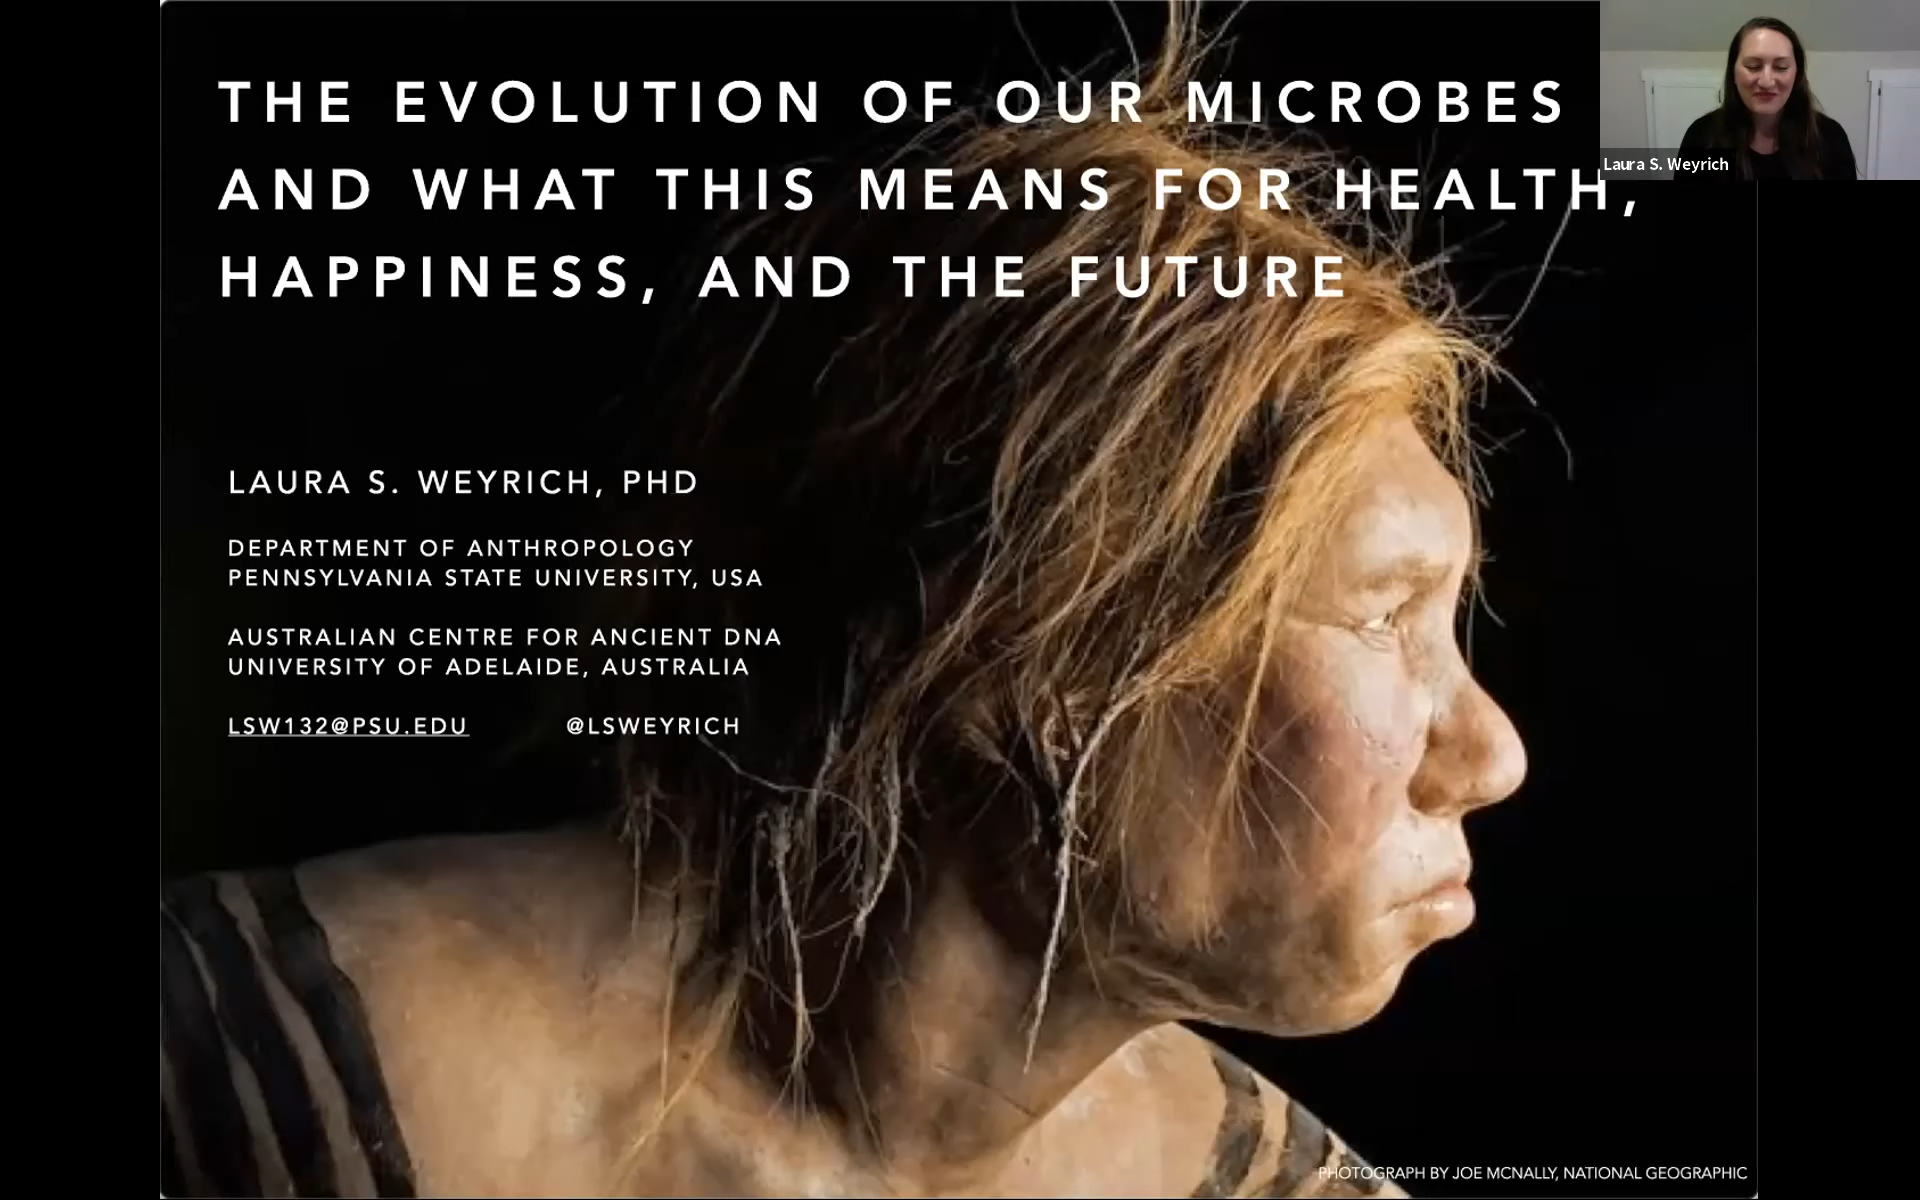 THE EVOLUTION OF OUR MICROBES
AND WHAT THIS MEANS FOR HEALTH,
HAPPINESS, AND THE FUTURE
Laura S. Weyrich
LAURA S. WEYRICH, PHD
DEPARTMENT OF ANTHROPOLOGY
PENNSYLVANIA STATE UNIVERSITY, USA
AUSTRALIAN CENTRE FOR ANCIENT DNA
UNIVERSITY OF ADELAIDE, AUSTRALIA
LSW132@PSU.EDU @LSWEYRICH
PHOTOGRAPH BY JOE MCNALLY, NATIONAL GEOGRAPHIC